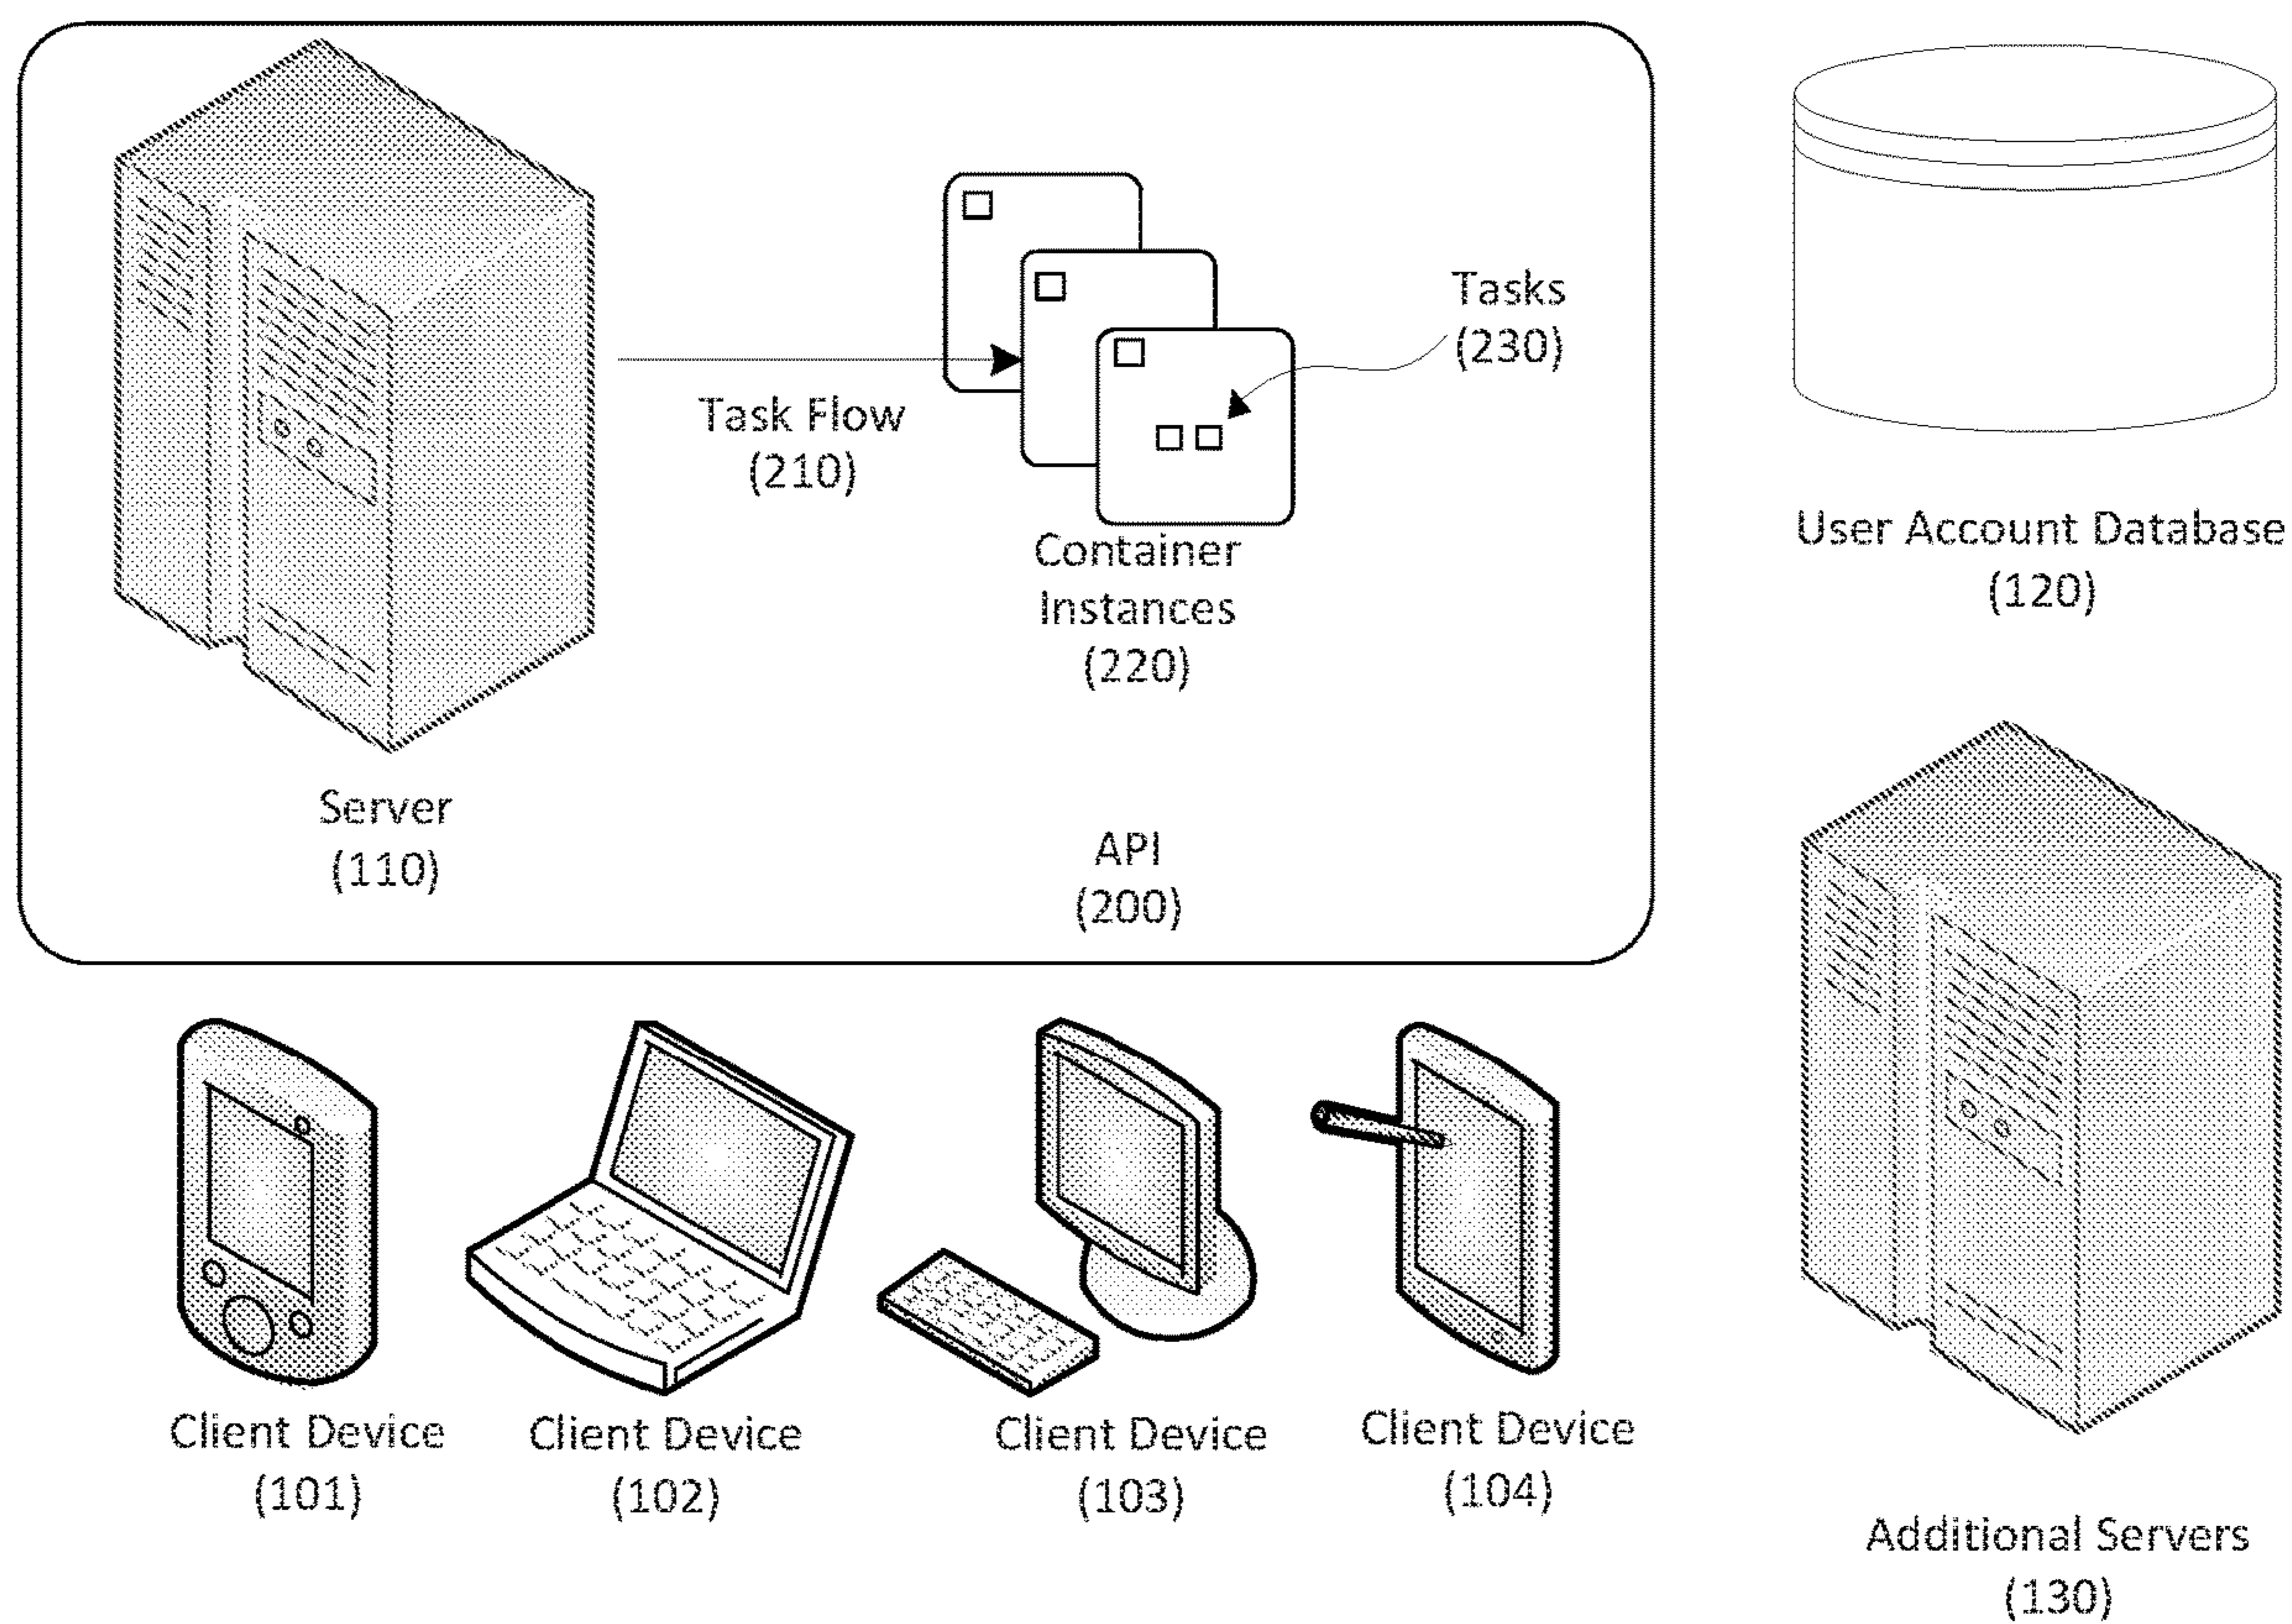 Tasks
(230)
Task Flow
(210)
Container
Instances
(220)
Server
(110)
API
(200)
User Account Database
(120)
Client Device
(101)
Client Device
(102)
Client Device
(103)
Client Device
(104)
Additional Servers
(130)